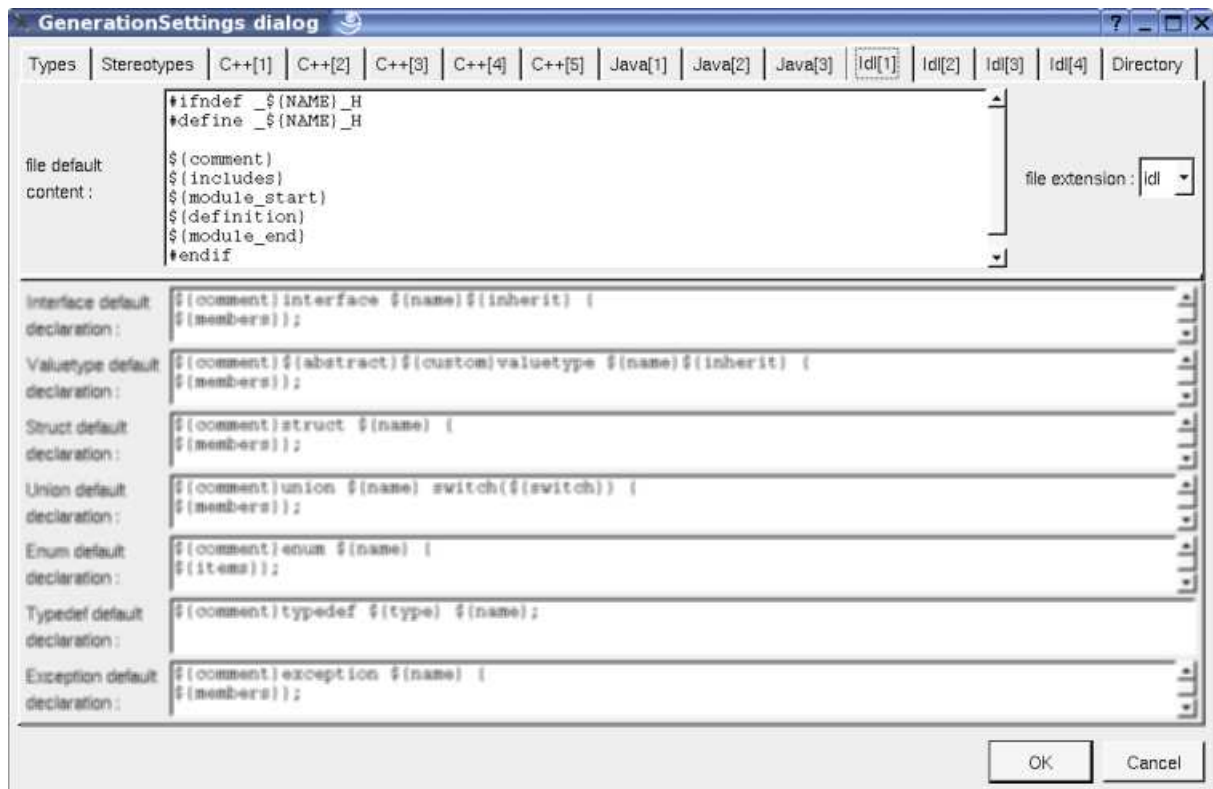 GenerationSettings dialog
Types Stereotypes C++[1] C++[2] C++[3] C++[4] C++[5] Java[1] Java[2] Java[3] Idl[1] Idl[2] Idl[3] Idl[4] Directory
file default
content :
#ifndef _${NAME}_H
#define _${NAME}_H
${comment}
${includes}
${module_start}
${definition}
${module_end}
#endif
file extension : idl
Interface default
declaration :
${comment}interface ${name}${inherit} {
${members}};
Valuetype default
declaration :
${comment}${abstract}${custom}valuetype ${name}${inherit} {
${members}};
Struct default
declaration :
${comment}struct ${name} {
${members}};
Union default
declaration :
${comment}union ${name} switch(${switch}) {
${members}};
Enum default
declaration :
${comment}enum ${name} {
${items}};
Typedef default
declaration :
${comment}typedef ${type} ${name};
Exception default
declaration :
${comment}exception ${name} {
${members}};
OK Cancel